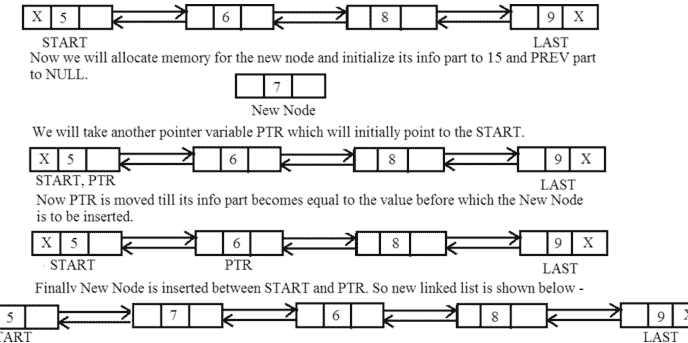 X 5 6 8 9 X
START LAST
Now we will allocate memory for the new node and initialize its info part to 15 and PREV part
to NULL.
7
New Node
We will take another pointer variable PTR which will initially point to the START.
X 5 6 8 9 X
START, PTR LAST
Now PTR is moved till its info part becomes equal to the value before which the New Node
is to be inserted.
X 5 6 8 9 X
START PTR LAST
Finally New Node is inserted between START and PTR. So new linked list is shown below -
5 7 6 8 9 X
TART LAST